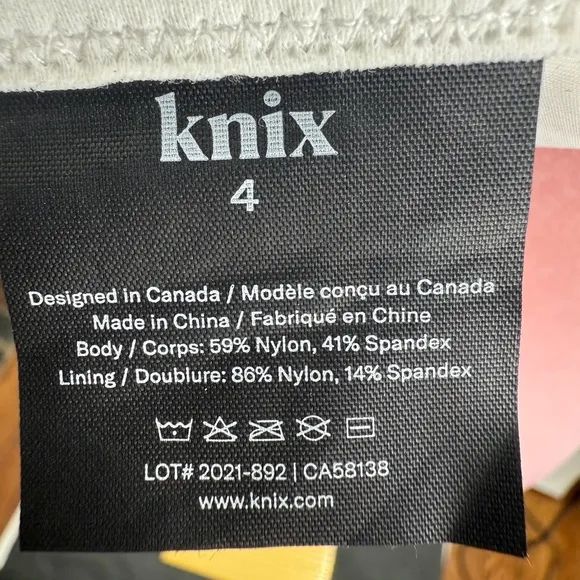 knix
4
Designed in Canada / Modèle conçu au Canada
Made in China / Fabriqué en Chine
Body / Corps: 59% Nylon, 41% Spandex
Lining / Doublure: 86% Nylon, 14% Spandex
LOT# 2021-892 | CA58138
www.knix.com